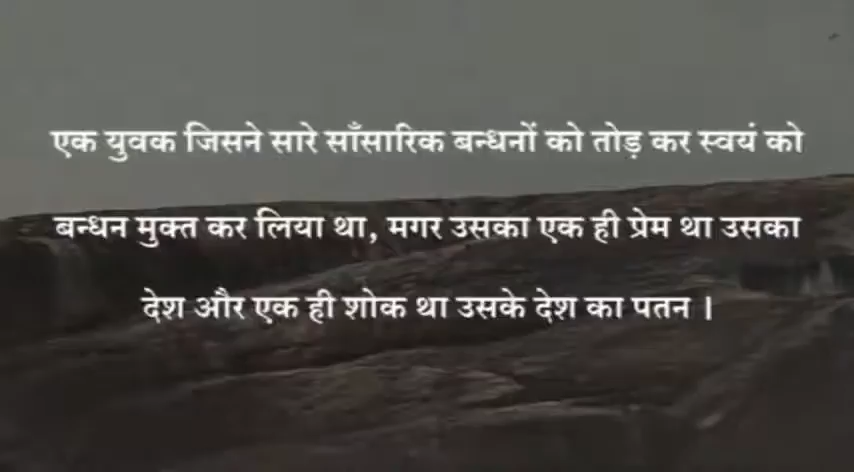 एक युवक जिसने सारे साँसारिक बन्धनों को तोड़ कर स्वयं को
बन्धन मुक्त कर लिया था, मगर उसका एक ही प्रेम था उसका
देश और एक ही शोक था उसके देश का पतन ।